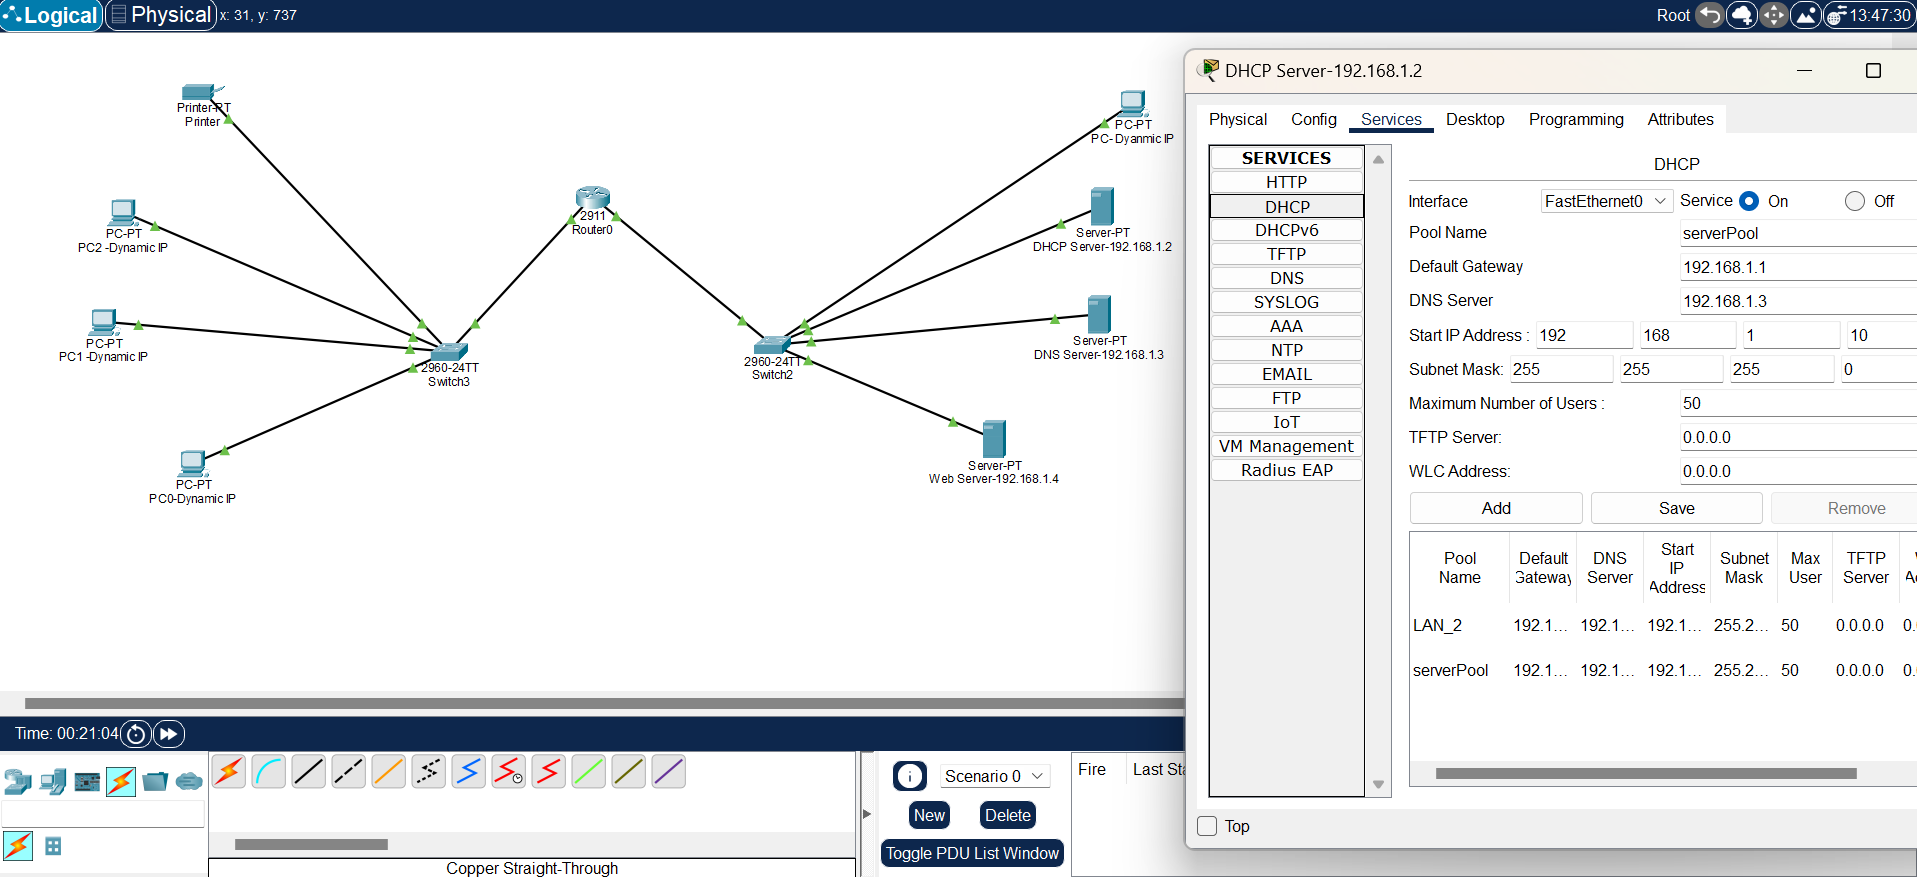 Logical
Physical
x: 31, y: 737
Root
13:47:30
Printer-PT
Printer
PC-PT
PC2 -Dynamic IP
PC-PT
PC1 -Dynamic IP
PC-PT
PC0-Dynamic IP
2911
Router0
2960-24TT
Switch3
2960-24TT
Switch2
PC-PT
PC- Dyanmic IP
Server-PT
DHCP Server-192.168.1.2
Server-PT
DNS Server-192.168.1.3
Server-PT
Web Server-192.168.1.4
DHCP Server-192.168.1.2
Physical Config Services Desktop Programming Attributes
SERVICES
HTTP
DHCP
DHCPv6
TFTP
DNS
SYSLOG
AAA
NTP
EMAIL
FTP
IoT
VM Management
Radius EAP
DHCP
Interface FastEthernet0 Service On Off
Pool Name serverPool
Default Gateway 192.168.1.1
DNS Server 192.168.1.3
Start IP Address : 192 168 1 10
Subnet Mask: 255 255 255 0
Maximum Number of Users : 50
TFTP Server: 0.0.0.0
WLC Address: 0.0.0.0
Add Save Remove
Pool Name
Default Gateway
DNS Server
Start IP Address
Subnet Mask
Max User
TFTP Server
LAN_2 192.1... 192.1... 192.1... 255.2... 50 0.0.0.0 0.
serverPool 192.1... 192.1... 192.1... 255.2... 50 0.0.0.0 0.
Top
Time: 00:21:04
Scenario 0
New
Delete
Toggle PDU List Window
Fire
Last Sta
Copper Straight-Through